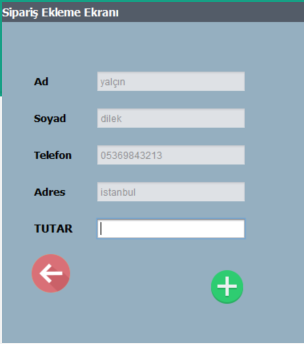 Sipariş Ekleme Ekranı
Ad yalçın
Soyad dilek
Telefon 05369843213
Adres istanbul
TUTAR